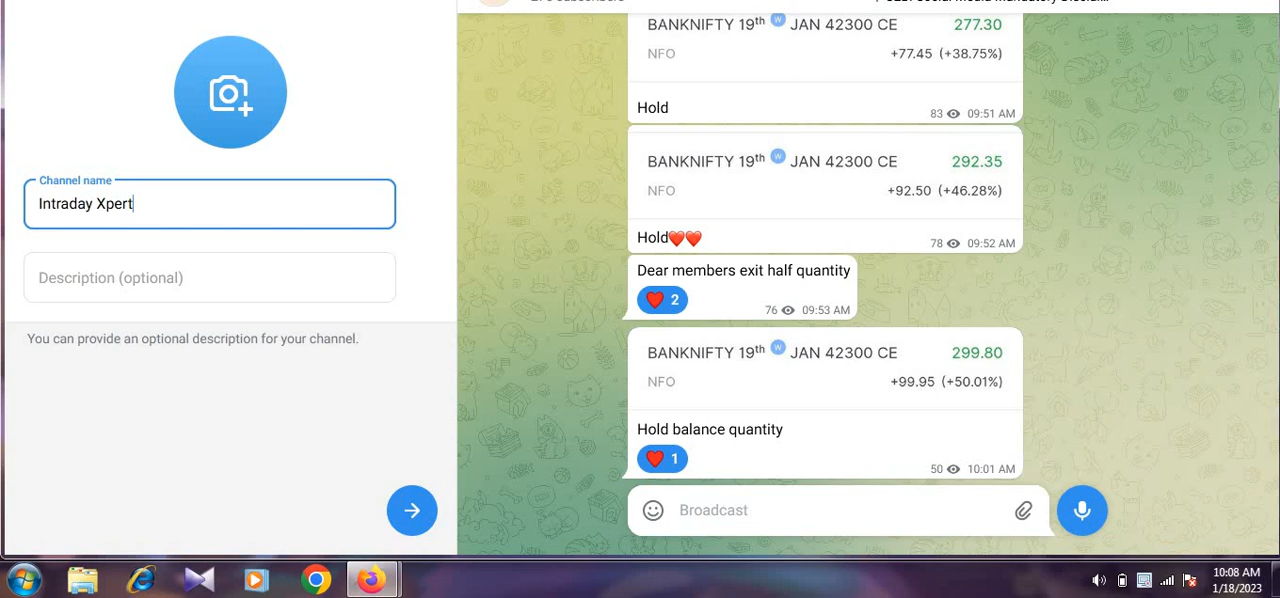 Channel name
Intraday Xpert
Description (optional)
You can provide an optional description for your channel.
BANKNIFTY 19th W JAN 42300 CE 277.30
NFO +77.45 (+38.75%)
Hold
83 09:51 AM
BANKNIFTY 19th W JAN 42300 CE 292.35
NFO +92.50 (+46.28%)
Hold❤️❤️
78 09:52 AM
Dear members exit half quantity
❤️ 2
76 09:53 AM
BANKNIFTY 19th W JAN 42300 CE 299.80
NFO +99.95 (+50.01%)
Hold balance quantity
❤️ 1
50 10:01 AM
Broadcast
10:08 AM
1/18/2023